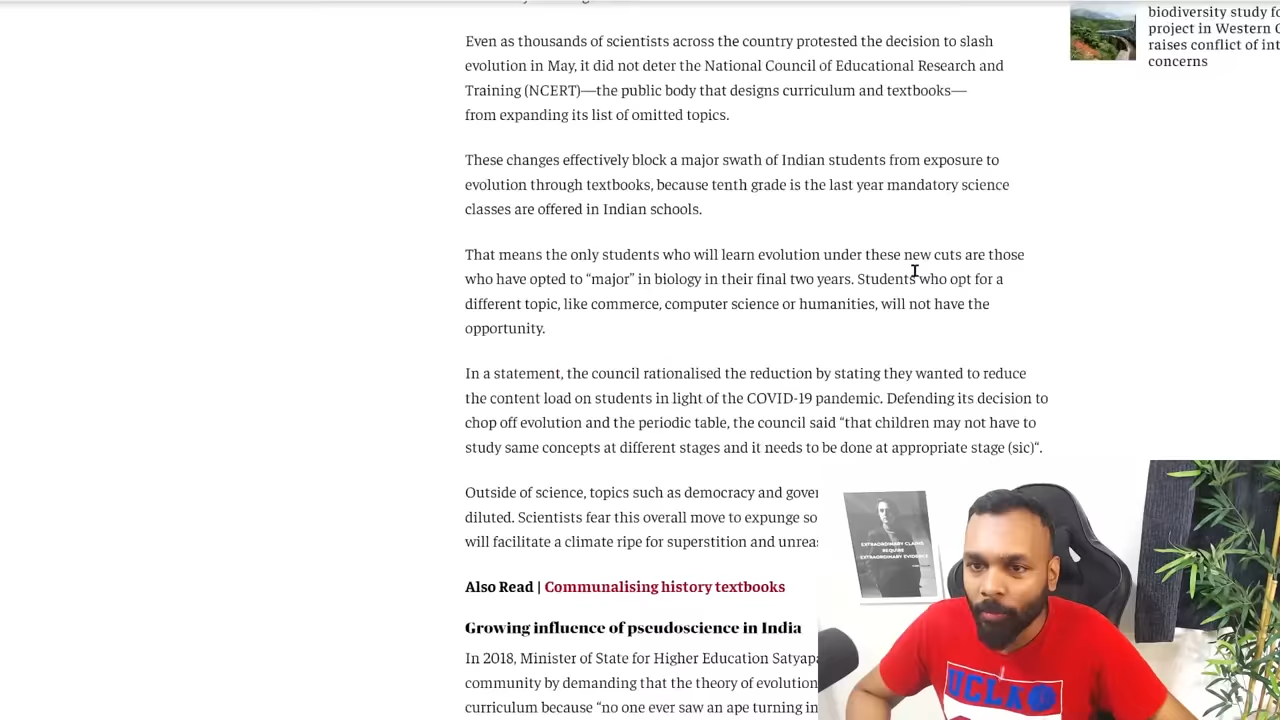 biodiversity study
project in Western
raises conflict of
concerns
Even as thousands of scientists across the country protested the decision to slash
evolution in May, it did not deter the National Council of Educational Research and
Training (NCERT)—the public body that designs curriculum and textbooks—
from expanding its list of omitted topics.
These changes effectively block a major swath of Indian students from exposure to
evolution through textbooks, because tenth grade is the last year mandatory science
classes are offered in Indian schools.
That means the only students who will learn evolution under these new cuts are those
who have opted to “major” in biology in their final two years. Students who opt for a
different topic, like commerce, computer science or humanities, will not have the
opportunity.
In a statement, the council rationalised the reduction by stating they wanted to reduce
the content load on students in light of the COVID-19 pandemic. Defending its decision to
chop off evolution and the periodic table, the council said “that children may not have to
study same concepts at different stages and it needs to be done at appropriate stage (sic)“.
Outside of science, topics such as democracy and
diluted. Scientists fear this overall move to expunge
will facilitate a climate ripe for superstition and
Also Read | Communalising history textbooks
Growing influence of pseudoscience in India
In 2018, Minister of State for Higher Education
community by demanding that the theory of evolution
curriculum because “no one ever saw an ape turning
EXTRAORDINARY CLAIMS
REQUIRE
EXTRAORDINARY EVIDENCE
UCLA